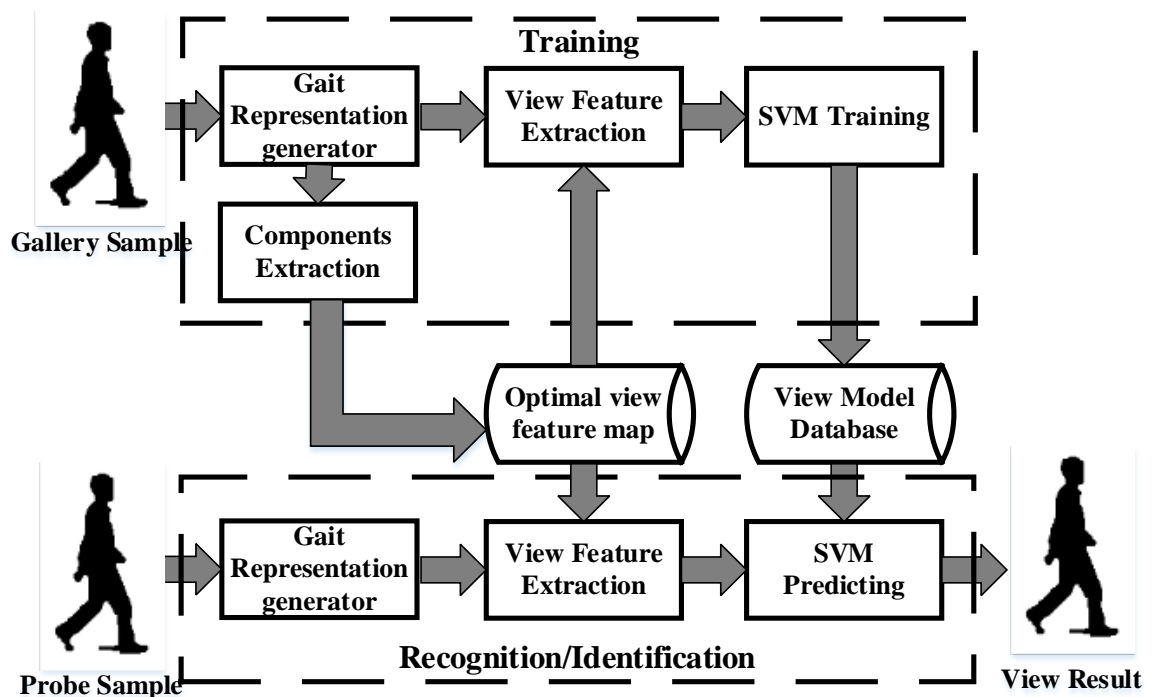 Training
Gait
Representation
generator
View Feature
Extraction
SVM Training
Gallery Sample
Components
Extraction
Optimal view
feature map
View Model
Database
Gait
Representation
generator
View Feature
Extraction
SVM
Predicting
Recognition/Identification
Probe Sample
View Result